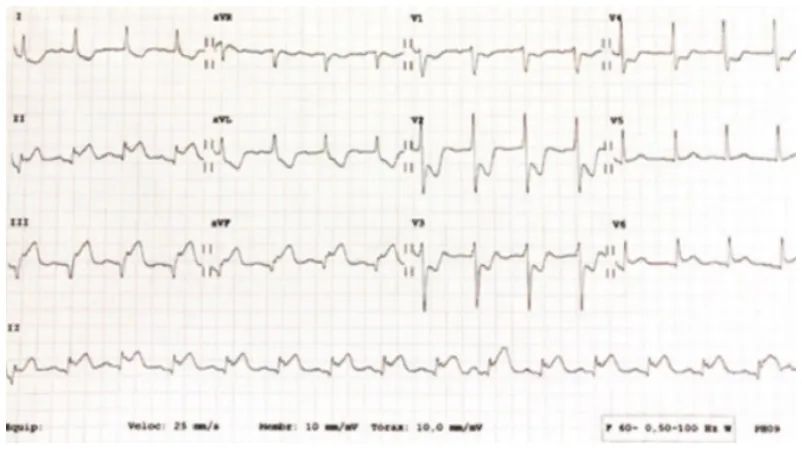 I aVR V1 V4
II aVL V2 V5
III aVF V3 V6
II
Equip: Veloc: 25 mm/s Membr: 10 mm/mV Torax: 10.0 mm/mV F 60- 0,50-100 Hz W PH09